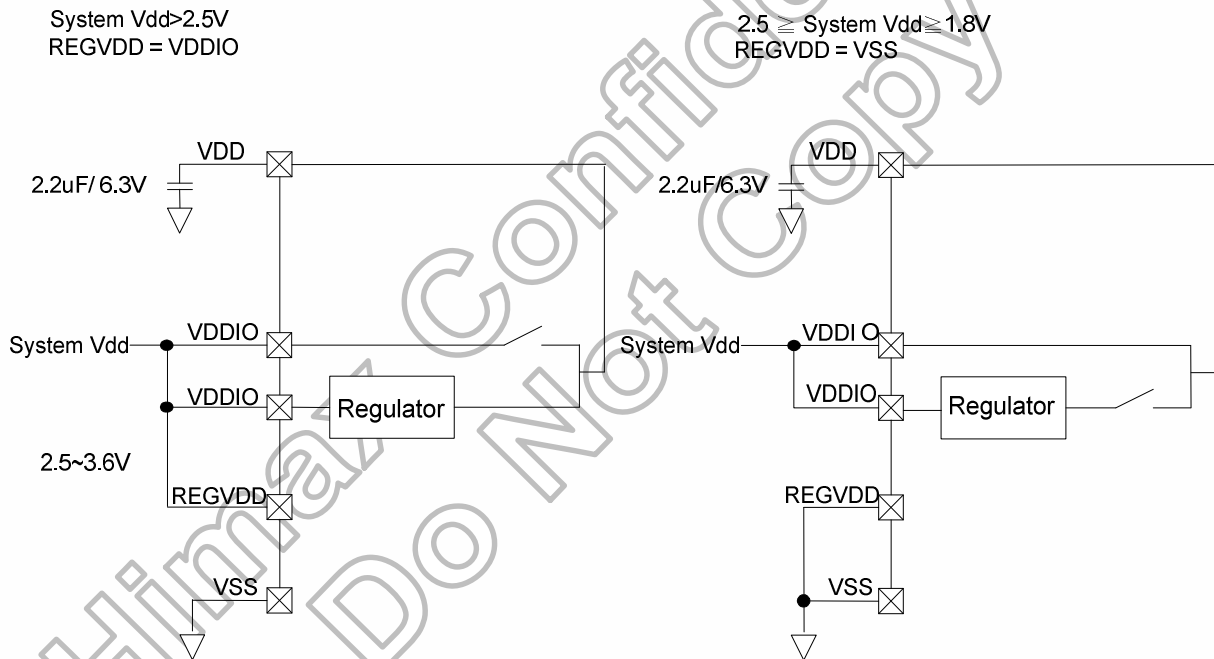 System Vdd>2.5V
REGVDD = VDDIO
2.5 ≧ System Vdd≧1.8V
REGVDD = VSS
VDD
2.2uF/ 6.3V
System Vdd
VDDIO
VDDIO
Regulator
2.5~3.6V
REGVDD
VSS
VDD
2.2uF/6.3V
System Vdd
VDDI O
VDDIO
Regulator
REGVDD
VSS
Himax Confide
Do Not Copy